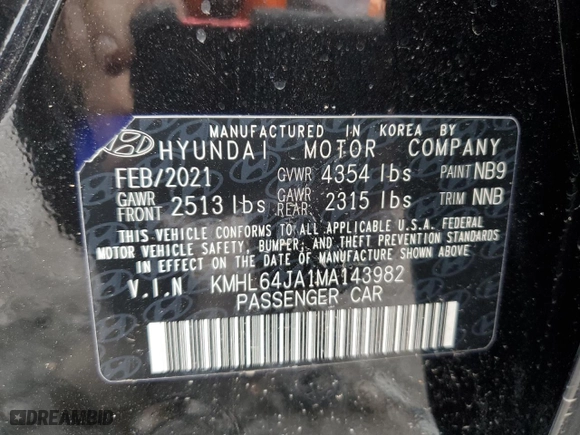 MANUFACTURED IN KOREA BY
HYUNDAI MOTOR COMPANY
FEB/2021 GVWR 4354 lbs PAINT NB9
GAWR FRONT 2513 lbs GAWR REAR 2315 lbs TRIM NNB
THIS VEHICLE CONFORMS TO ALL APPLICABLE U.S.A. FEDERAL
MOTOR VEHICLE SAFETY, BUMPER, AND THEFT PREVENTION STANDARDS
IN EFFECT ON THE DATE OF MANUFACTURE SHOWN ABOVE.
V.I.N KMHL64JA1MA143982
PASSENGER CAR
DREAMBID